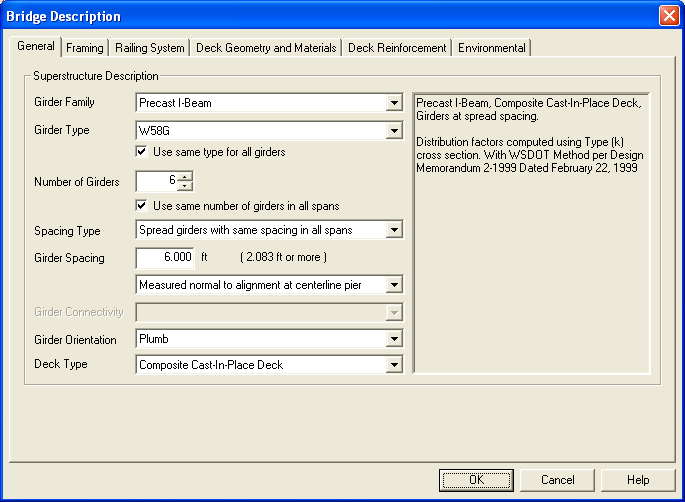 Bridge Description
General
Framing
Railing System
Deck Geometry and Materials
Deck Reinforcement
Environmental
Superstructure Description
Girder Family
Precast I-Beam
Girder Type
W58G
Use same type for all girders
Number of Girders
6
Use same number of girders in all spans
Spacing Type
Spread girders with same spacing in all spans
Girder Spacing
6.000 ft ( 2.083 ft or more )
Measured normal to alignment at centerline pier
Girder Connectivity
Girder Orientation
Plumb
Deck Type
Composite Cast-In-Place Deck
Precast I-Beam, Composite Cast-In-Place Deck,
Girders at spread spacing.
Distribution factors computed using Type (k)
cross section. With WSDOT Method per Design
Memorandum 2-1999 Dated February 22, 1999
OK
Cancel
Help